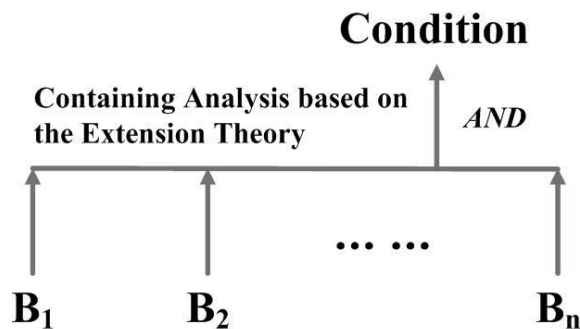 Condition
Containing Analysis based on
the Extension Theory
AND
... ...
B₁ B₂ Bₙ